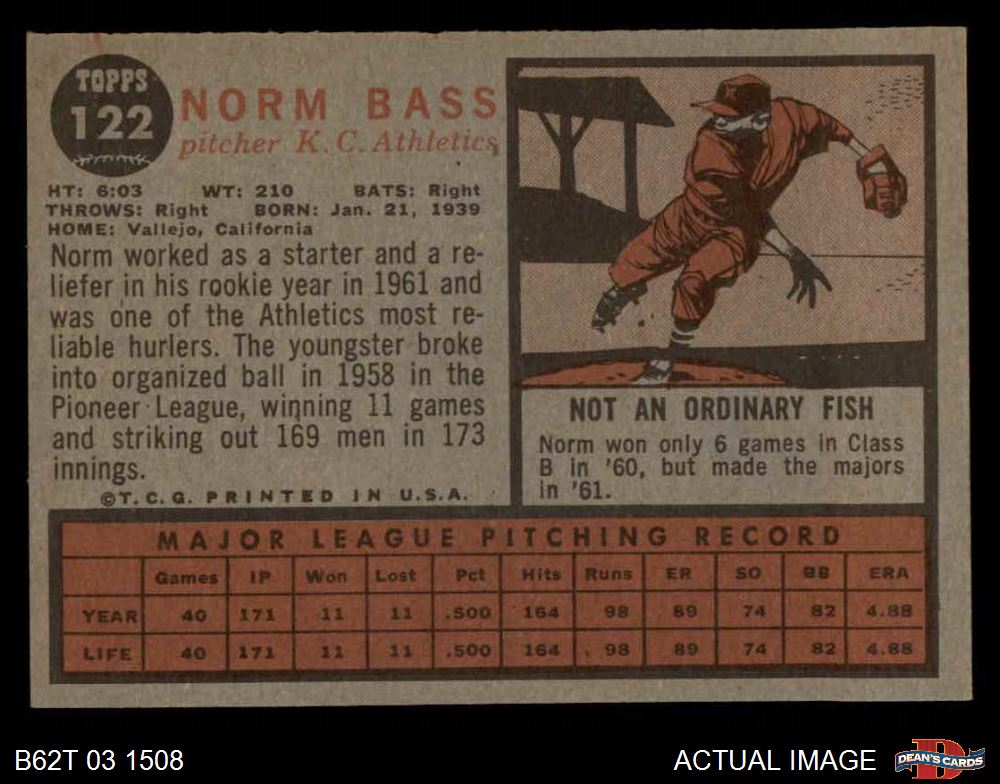 TOPPS
122
NORM BASS
pitcher K. C. Athletics
HT: 6:03 WT: 210 BATS: Right
THROWS: Right BORN: Jan. 21, 1939
HOME: Vallejo, California
Norm worked as a starter and a re-
liefer in his rookie year in 1961 and
was one of the Athletics most re-
liable hurlers. The youngster broke
into organized ball in 1958 in the
Pioneer League, winning 11 games
and striking out 169 men in 173
innings.
©T. C. G. PRINTED IN U. S. A.
NOT AN ORDINARY FISH
Norm won only 6 games in Class
B in '60, but made the majors
in '61.
MAJOR LEAGUE PITCHING RECORD
Games IP Won Lost Pct Hits Runs ER SO BB ERA
YEAR 40 171 11 11 .500 164 98 89 74 82 4.88
LIFE 40 171 11 11 .500 164 98 89 74 82 4.88
B62T 03 1508
ACTUAL IMAGE
DEAN'S CARDS